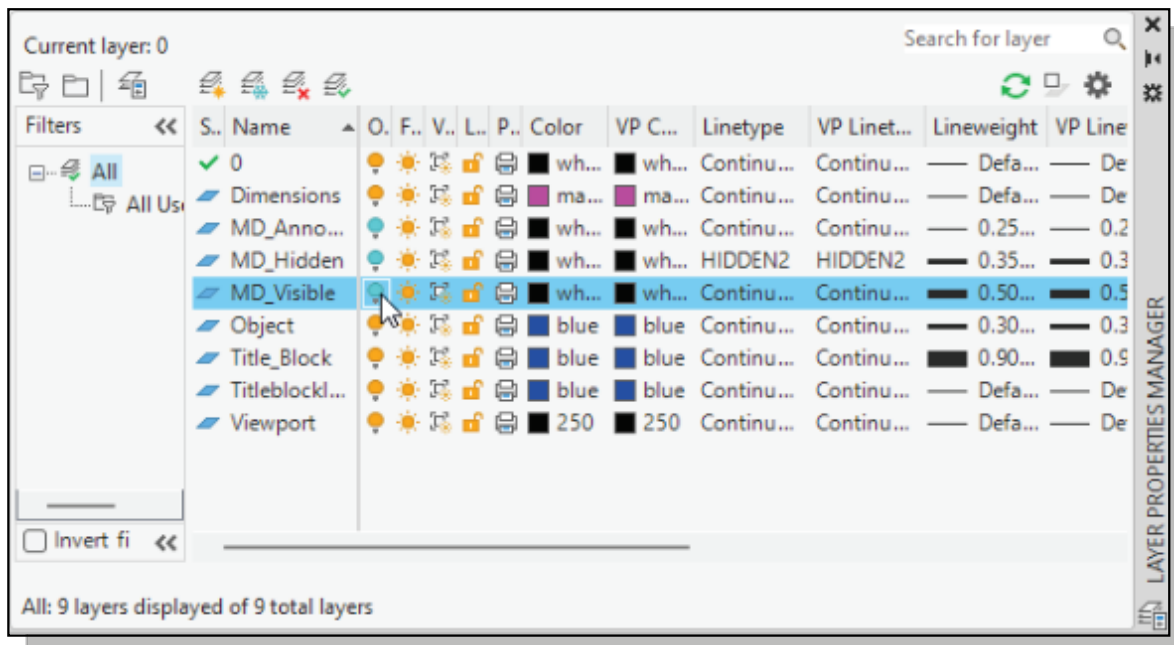 Current layer: 0
Search for layer
Filters
S.. Name O. F.. V.. L.. P.. Color VP C... Linetype VP Linet... Lineweight VP Line
All
All Us
0 wh... wh... Continu... Continu... Defa... De
Dimensions ma... ma... Continu... Continu... Defa... De
MD_Anno... wh... wh... Continu... Continu... 0.25... 0.2
MD_Hidden wh... wh... HIDDEN2 HIDDEN2 0.35... 0.3
MD_Visible wh... wh... Continu... Continu... 0.50... 0.5
Object blue blue Continu... Continu... 0.30... 0.3
Title_Block blue blue Continu... Continu... 0.90... 0.9
TitleblockI... blue blue Continu... Continu... Defa... De
Viewport 250 250 Continu... Continu... Defa... De
Invert fi
All: 9 layers displayed of 9 total layers
LAYER PROPERTIES MANAGER